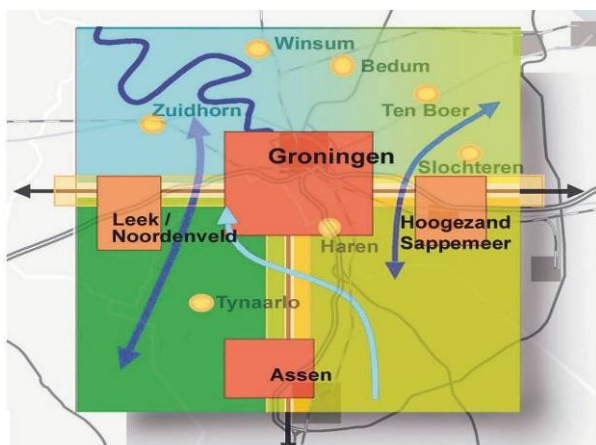 Winsum
Bedum
Zuidhorn
Ten Boer
Groningen
Slochteren
Leek /
Noordenveld
Haren
Hoogezand
Sappemeer
Tynaarlo
Assen